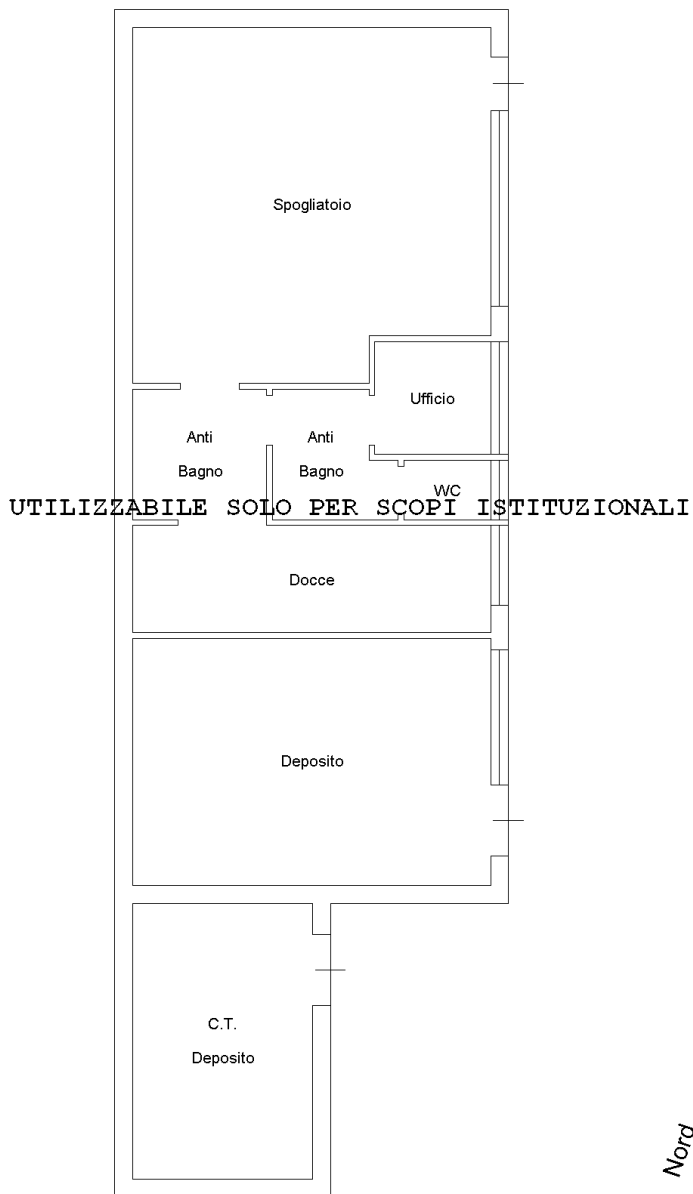 Spogliatoio
Ufficio
Anti
Bagno
Anti
Bagno
WC
UTILIZZABILE SOLO PER SCOPI ISTITUZIONALI
Docce
Deposito
C.T.
Deposito
Nord